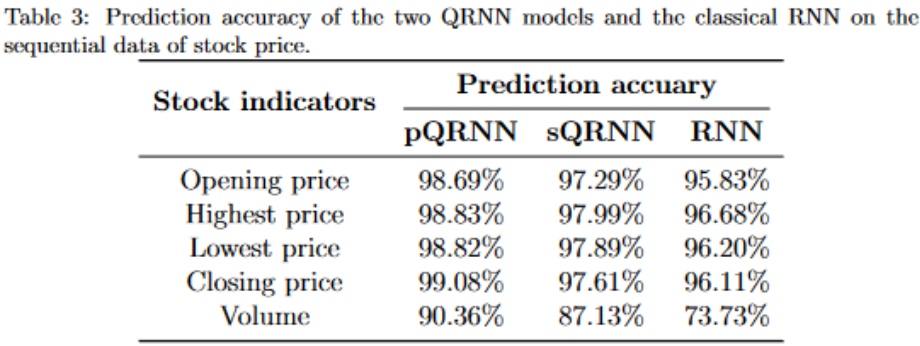 Table 3: Prediction accuracy of the two QRNN models and the classical RNN on the
sequential data of stock price.
Stock indicators Prediction accuary
pQRNN sQRNN RNN
Opening price 98.69% 97.29% 95.83%
Highest price 98.83% 97.99% 96.68%
Lowest price 98.82% 97.89% 96.20%
Closing price 99.08% 97.61% 96.11%
Volume 90.36% 87.13% 73.73%